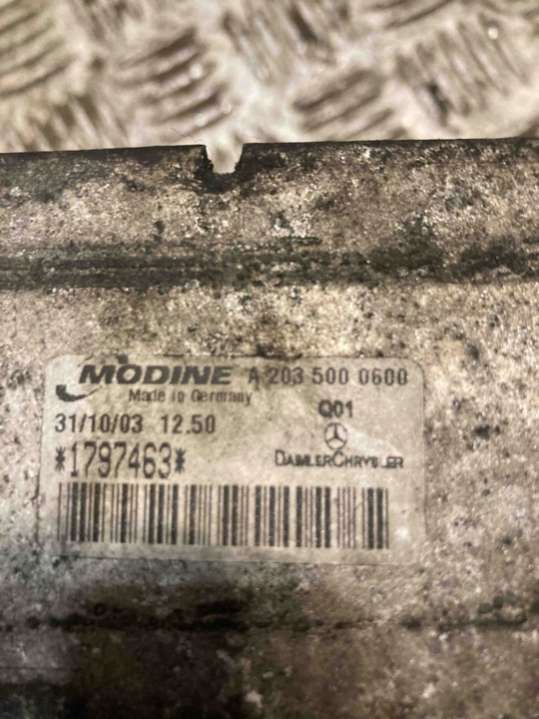 MODINE A 203 500 0600
Made in Germany
Q01
31/10/03 12.50
*1797463*
DAIMLERCHRYSLER